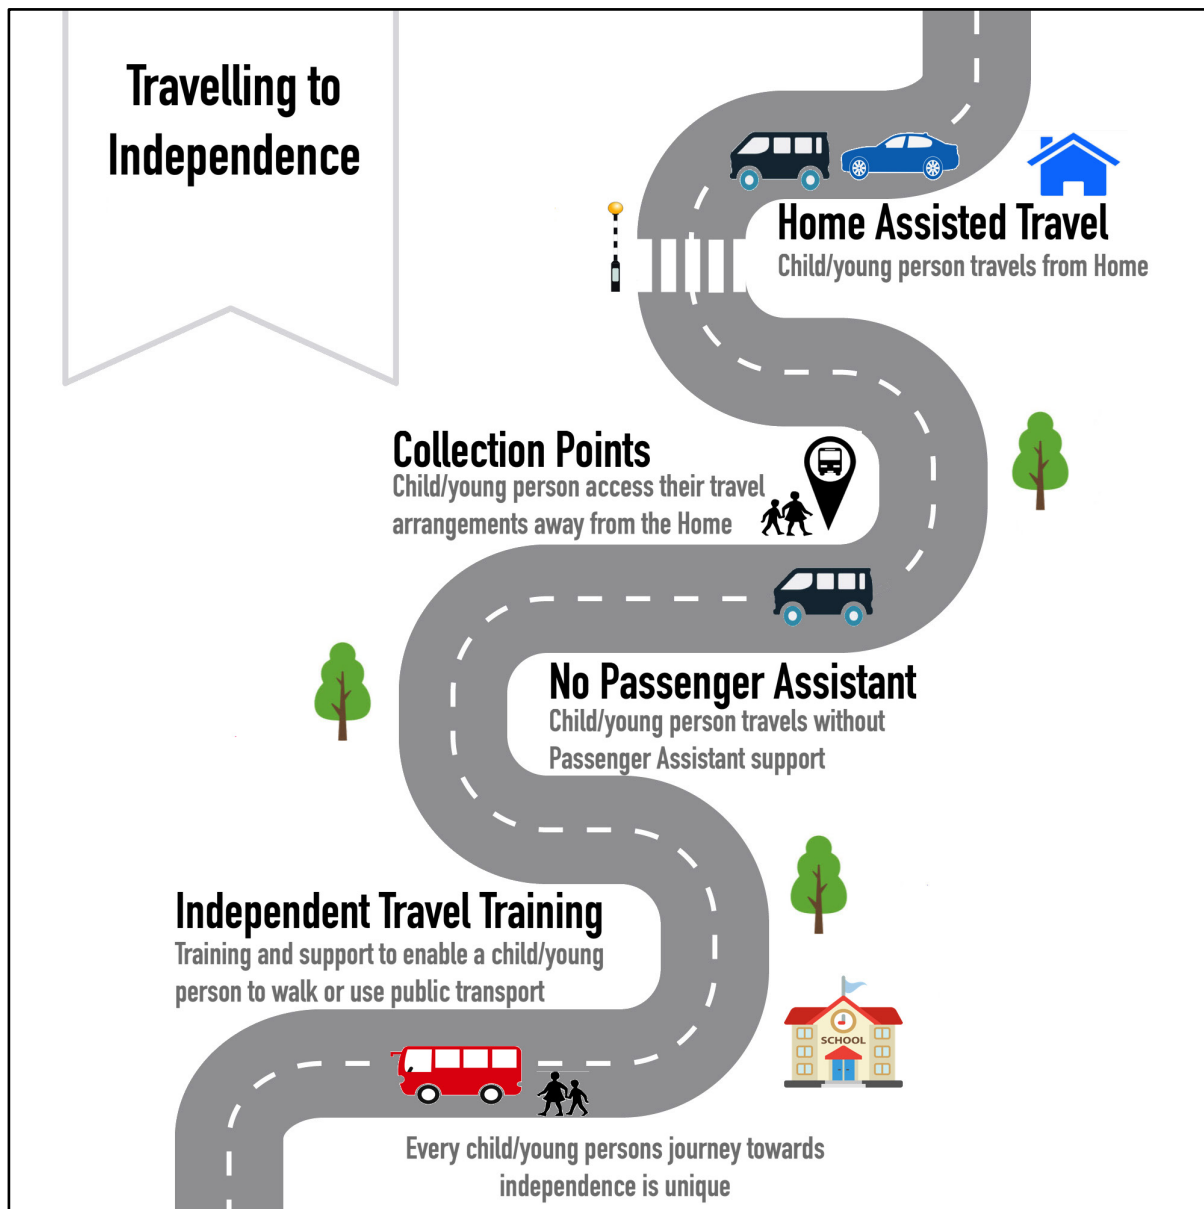 Travelling to
Independence
Home Assisted Travel
Child/young person travels from Home
Collection Points
Child/young person access their travel
arrangements away from the Home
No Passenger Assistant
Child/young person travels without
Passenger Assistant support
Independent Travel Training
Training and support to enable a child/young
person to walk or use public transport
SCHOOL
Every child/young persons journey towards
independence is unique